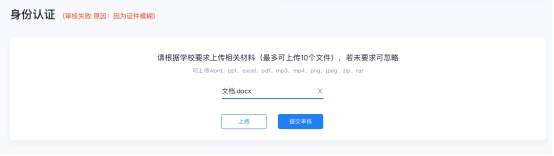 身份认证 (审核失败 原因：因为证件模糊)
请根据学校要求上传相关材料（最多可上传10个文件），若未要求可忽略
可上传word、ppt、excel、pdf、mp3、mp4、png、jpeg、zip、rar
文档.docx
上传 提交审核